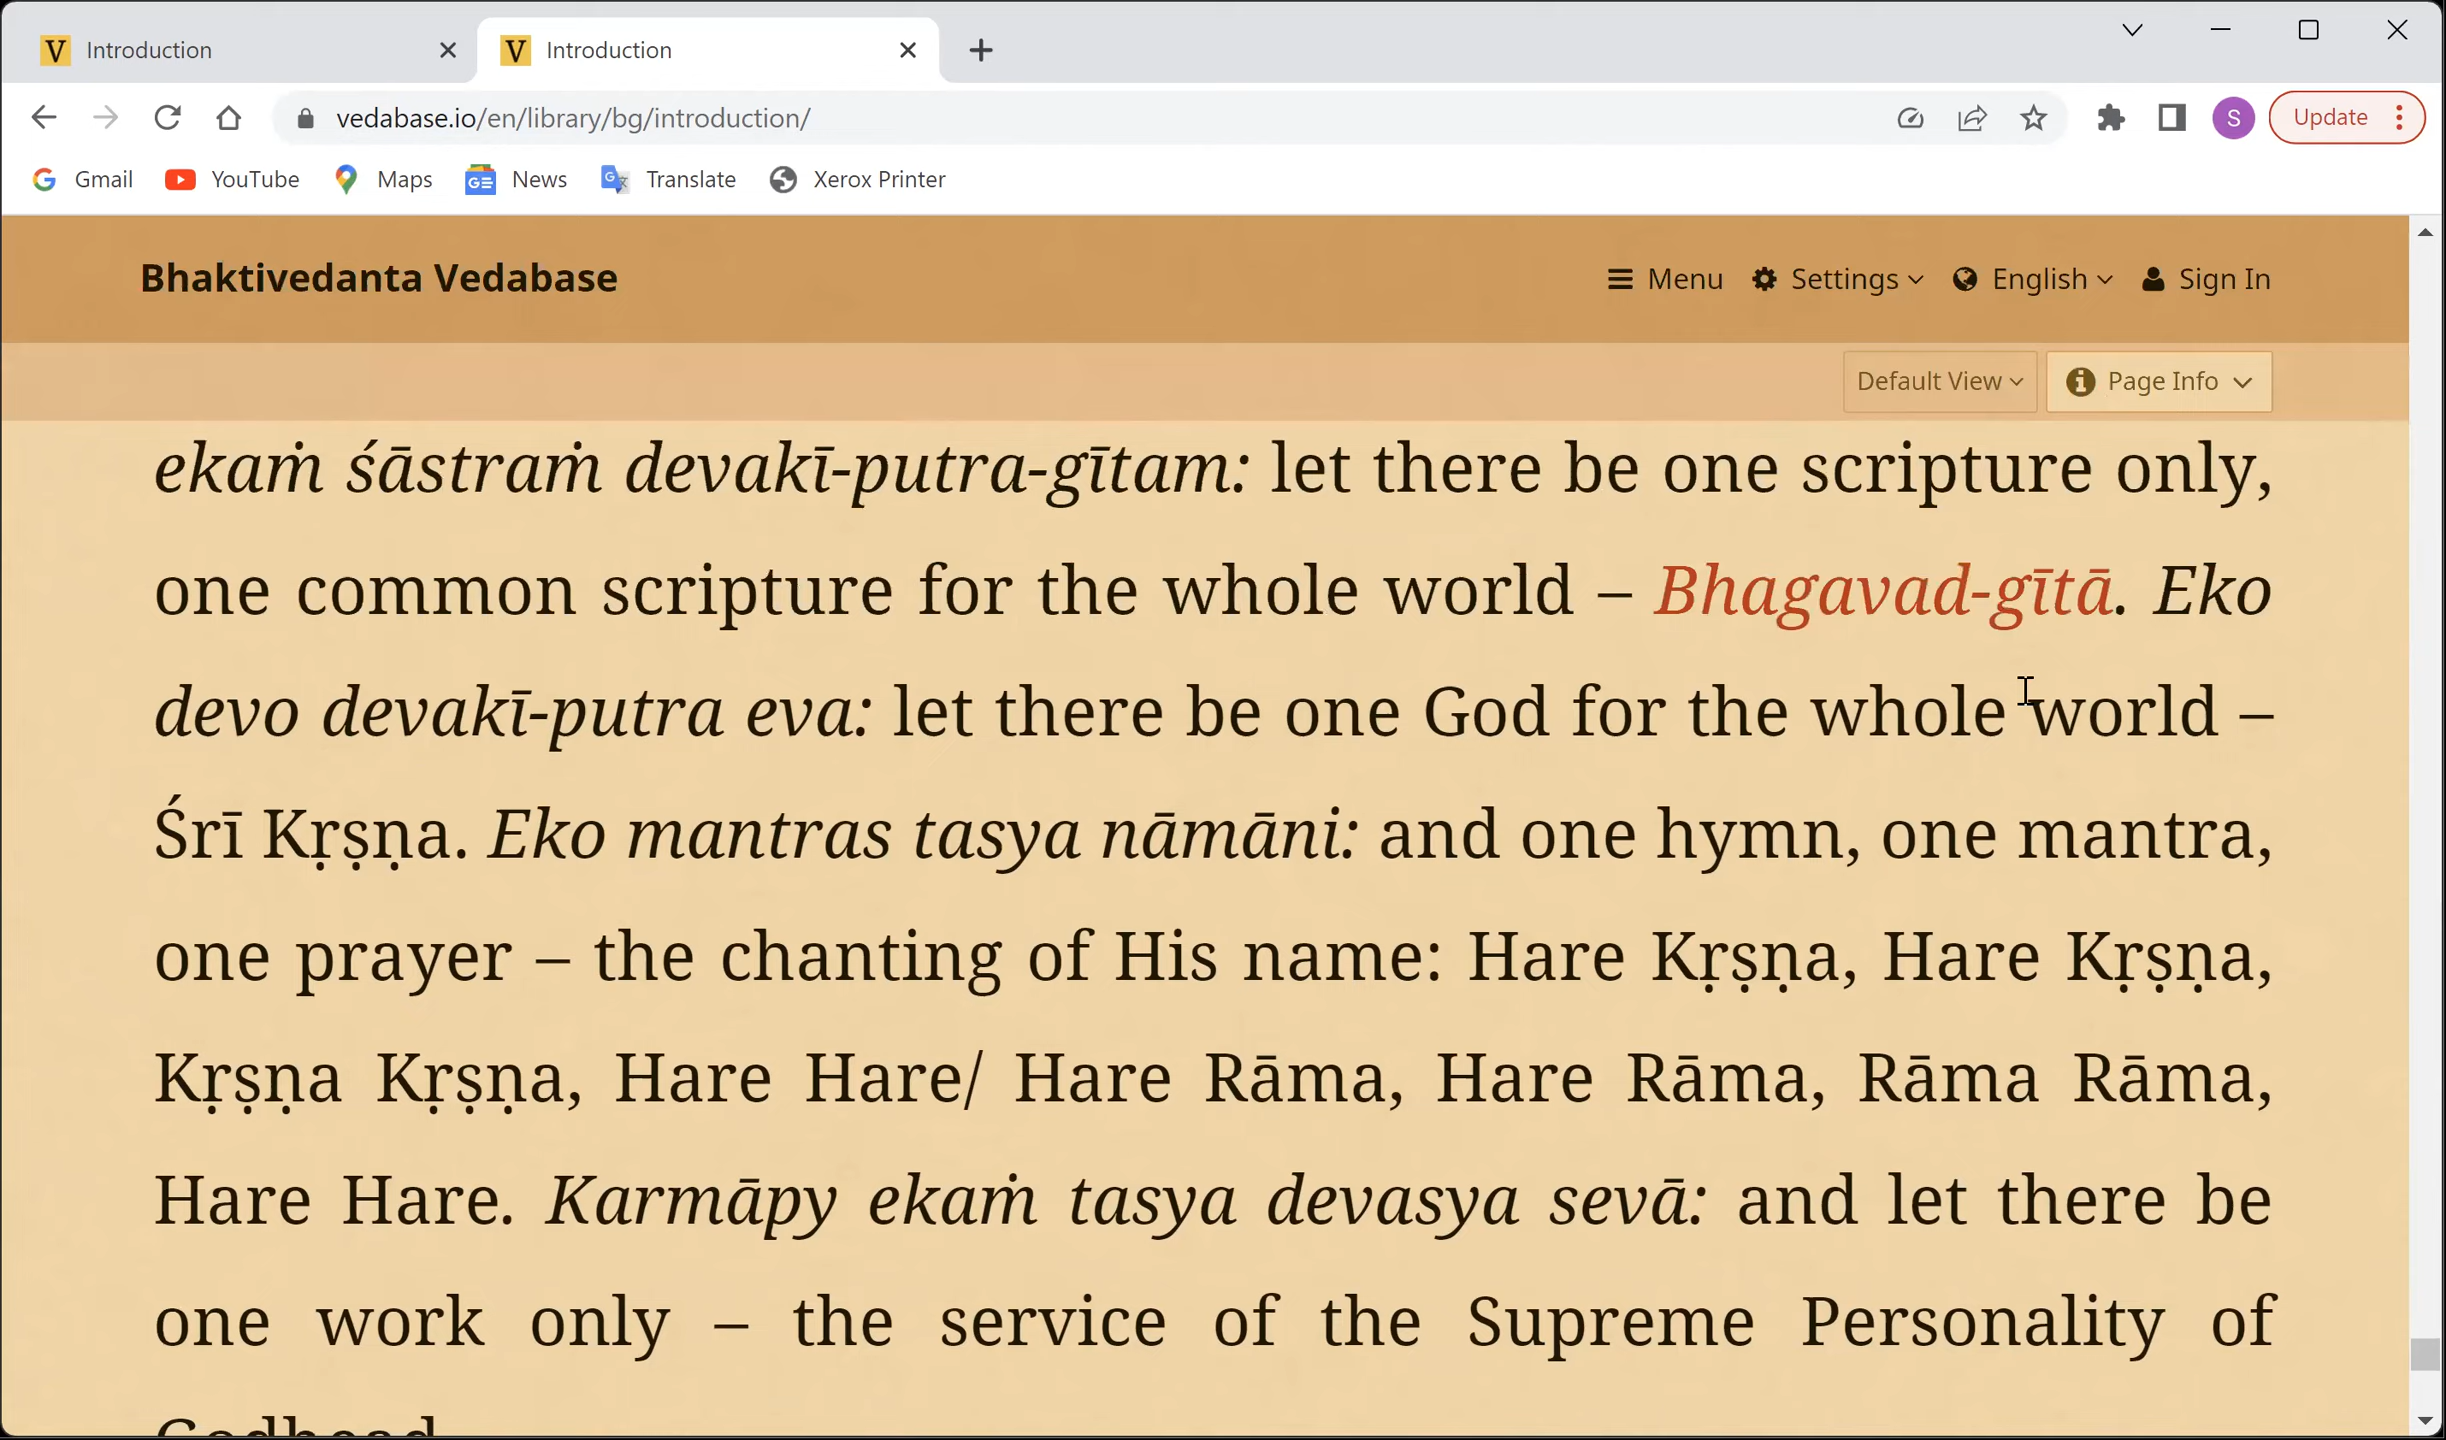 Introduction
Introduction
vedabase.io/en/library/bg/introduction/
S
Update
Gmail
YouTube
Maps
News
Translate
Xerox Printer
Bhaktivedanta Vedabase
Menu
Settings
English
Sign In
Default View
Page Info
ekaṁ śāstraṁ devakī-putra-gītam: let there be one scripture only,
one common scripture for the whole world – Bhagavad-gītā. Eko
devo devakī-putra eva: let there be one God for the whole world –
Śrī Kṛṣṇa. Eko mantras tasya nāmāni: and one hymn, one mantra,
one prayer – the chanting of His name: Hare Kṛṣṇa, Hare Kṛṣṇa,
Kṛṣṇa Kṛṣṇa, Hare Hare/ Hare Rāma, Hare Rāma, Rāma Rāma,
Hare Hare. Karmāpy ekaṁ tasya devasya sevā: and let there be
one work only – the service of the Supreme Personality of
Godhead